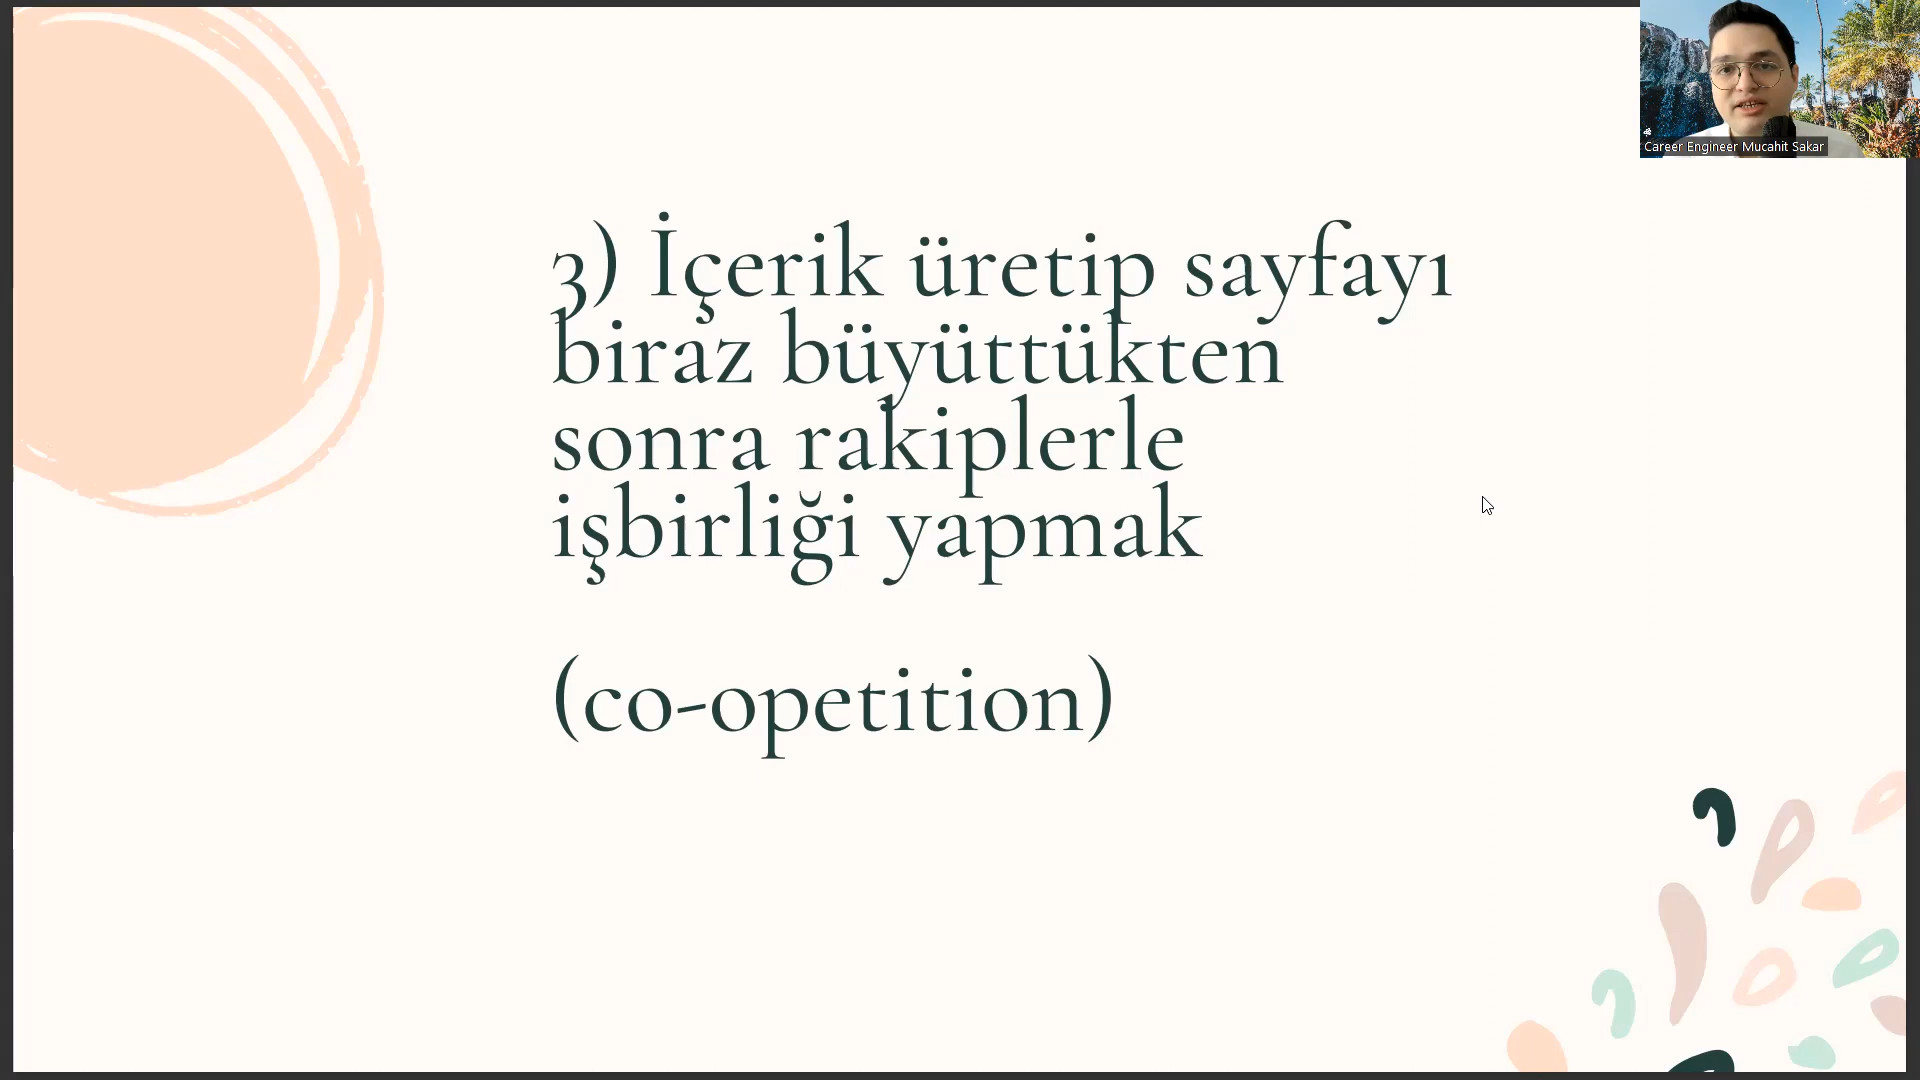 Career Engineer Mucahit Sakar
3) İçerik üretip sayfayı
biraz büyüttükten
sonra rakiplerle
işbirliği yapmak
(co-opetition)